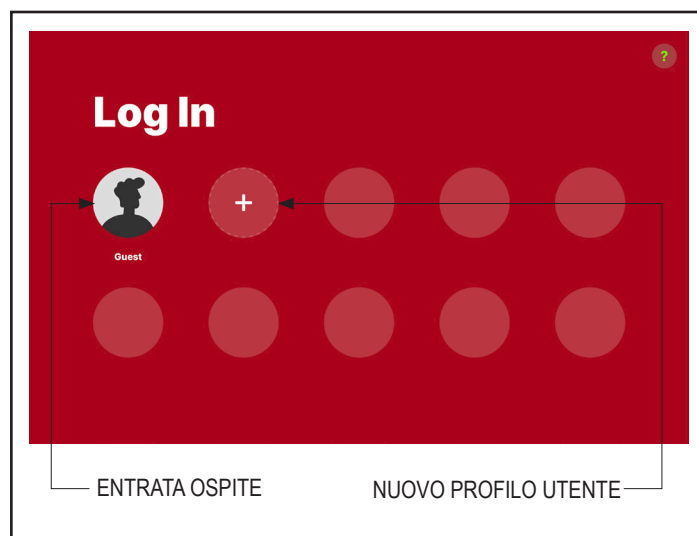 ?
Log In
+
Guest
ENTRATA OSPITE
NUOVO PROFILO UTENTE